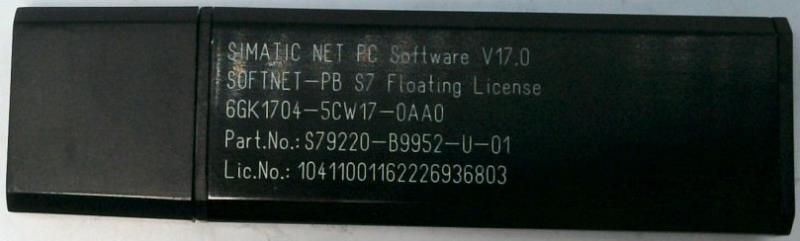 SIMATIC NET PC Software V17.0
SOFTNET-PB S7 Floating License
6GK1704-5CW17-0AA0
Part.No.: S79220-B9952-U-01
Lic.No.: 10411001162226936803